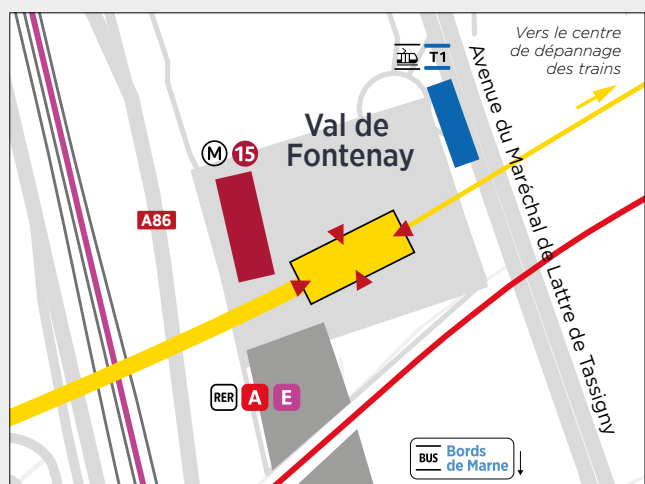 Vers le centre
de dépannage
des trains
T1
Avenue du Maréchal de Lattre de Tassigny
Val de
Fontenay
M 15
A86
RER A E
BUS Bords
de Marne